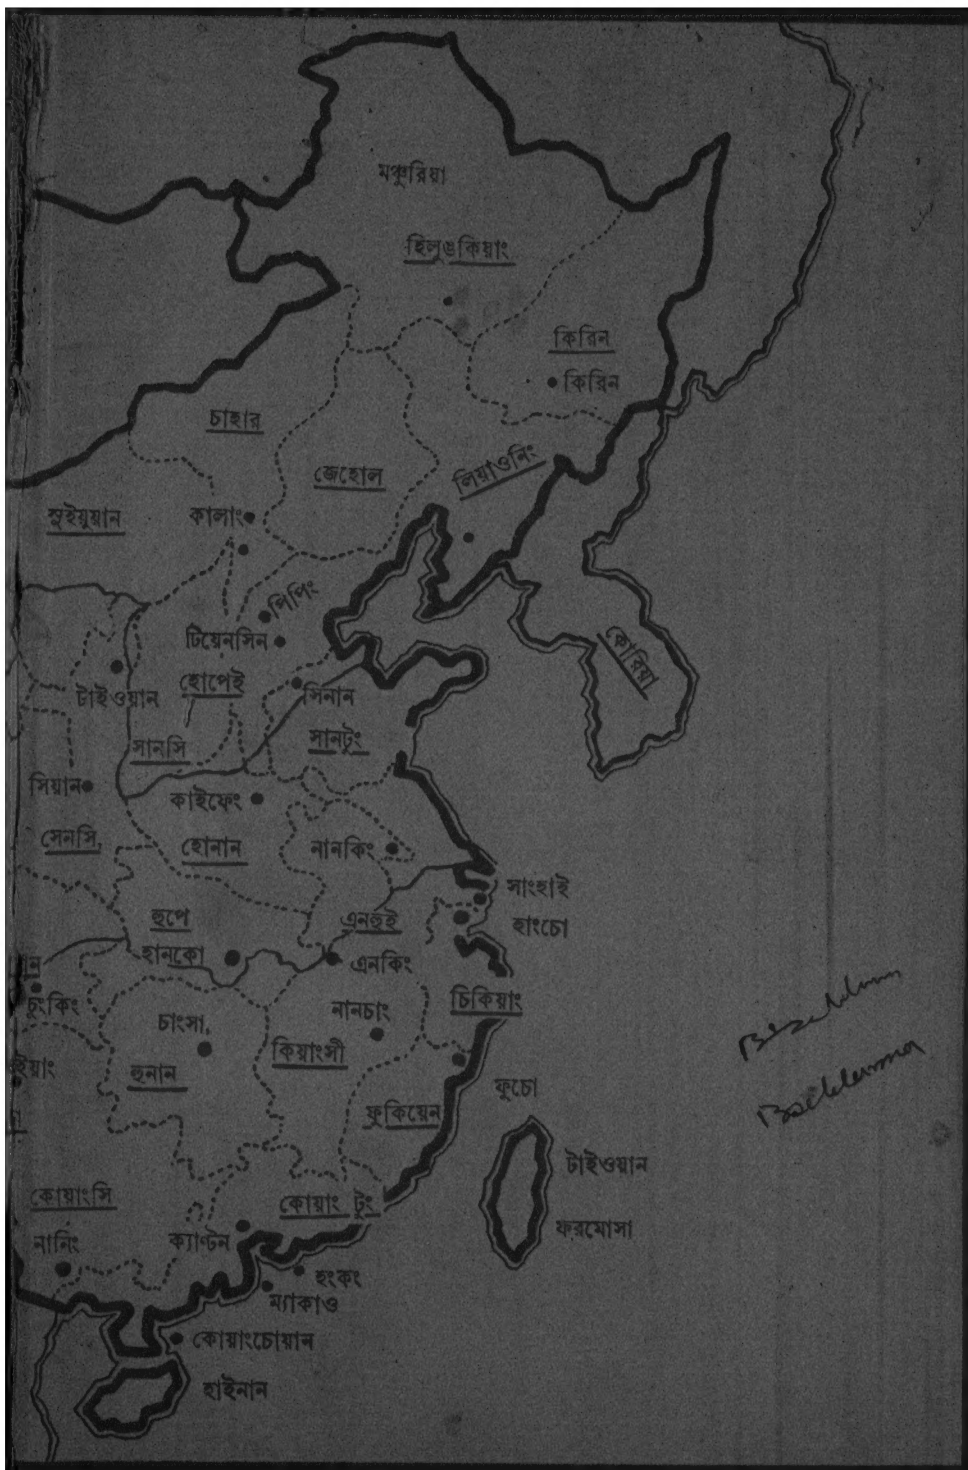 মঞ্চুরিয়া
হিলুঙকিয়াং
কিরিন
কিরিন
চাহার
জেহোল
লিয়াওনিং
সুইয়ুয়ান
কালাং
পিপিং
টিয়েনসিন
কোরিয়া
টাইওয়ান
হোপেই
সিনান
সানসি
সানটুং
সিয়ান
কাইফেং
সেনসি
হোনান
নানকিং
সাংহাই
হুপে
এনহুই
হাংচো
হানকো
এনকিং
চুংকিং
চিকিয়াং
চাংসা
নানচাং
কিয়াংসী
ইয়াং
হুনান
ফুচো
ফুকিয়েন
টাইওয়ান
কোয়াংসি
কোয়াং টুং
ফরমোসা
নানিং
ক্যাণ্টন
হংকং
ম্যাকাও
কোয়াংচোয়ান
হাইনান